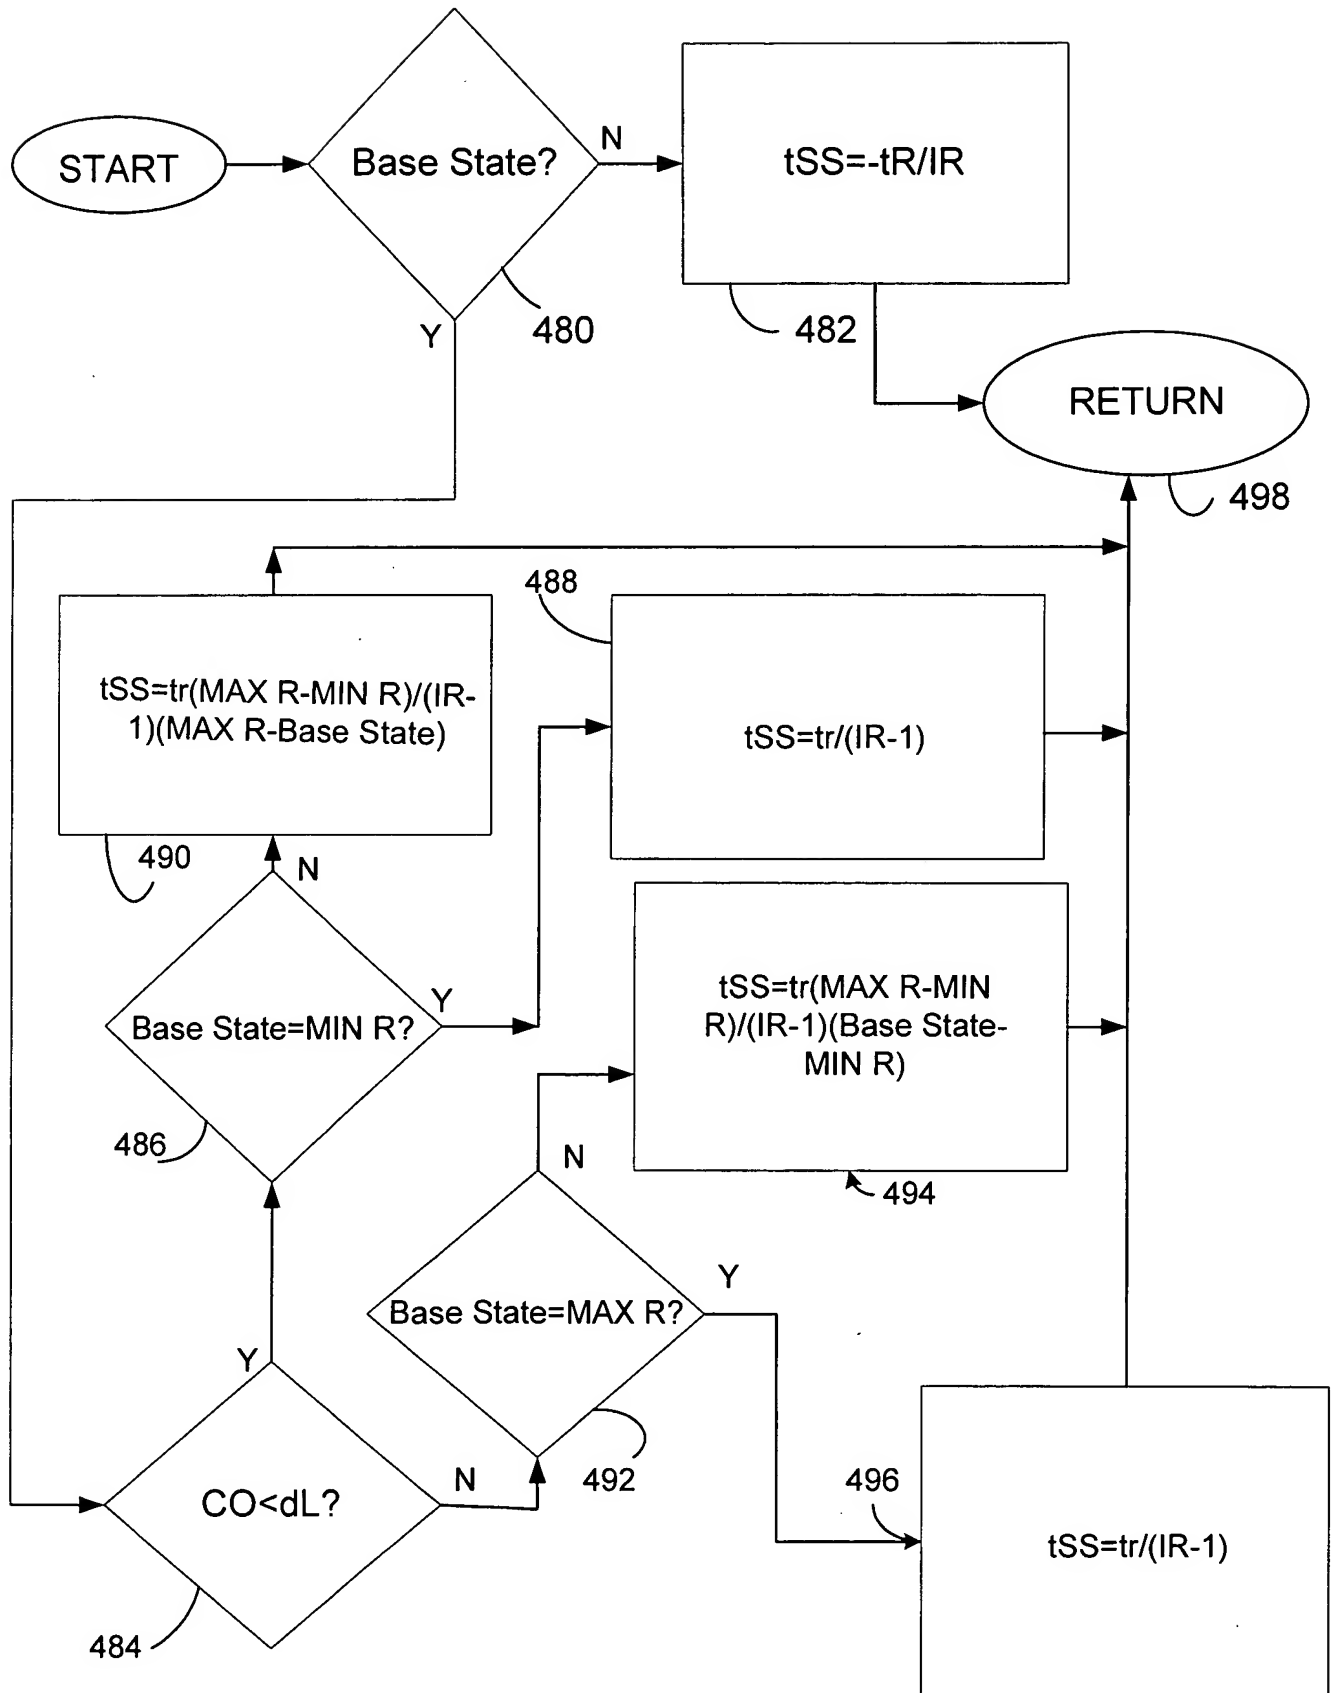 START
Base State?
N
tSS=-tR/IR
Y
480
482
RETURN
498
488
tSS=tr(MAX R-MIN R)/(IR-
1)(MAX R-Base State)
tSS=tr/(IR-1)
490
N
Base State=MIN R?
Y
tSS=tr(MAX R-MIN
R)/(IR-1)(Base State-
MIN R)
486
N
494
Y
Base State=MAX R?
Y
CO<dL?
N
492
496
tSS=tr/(IR-1)
484